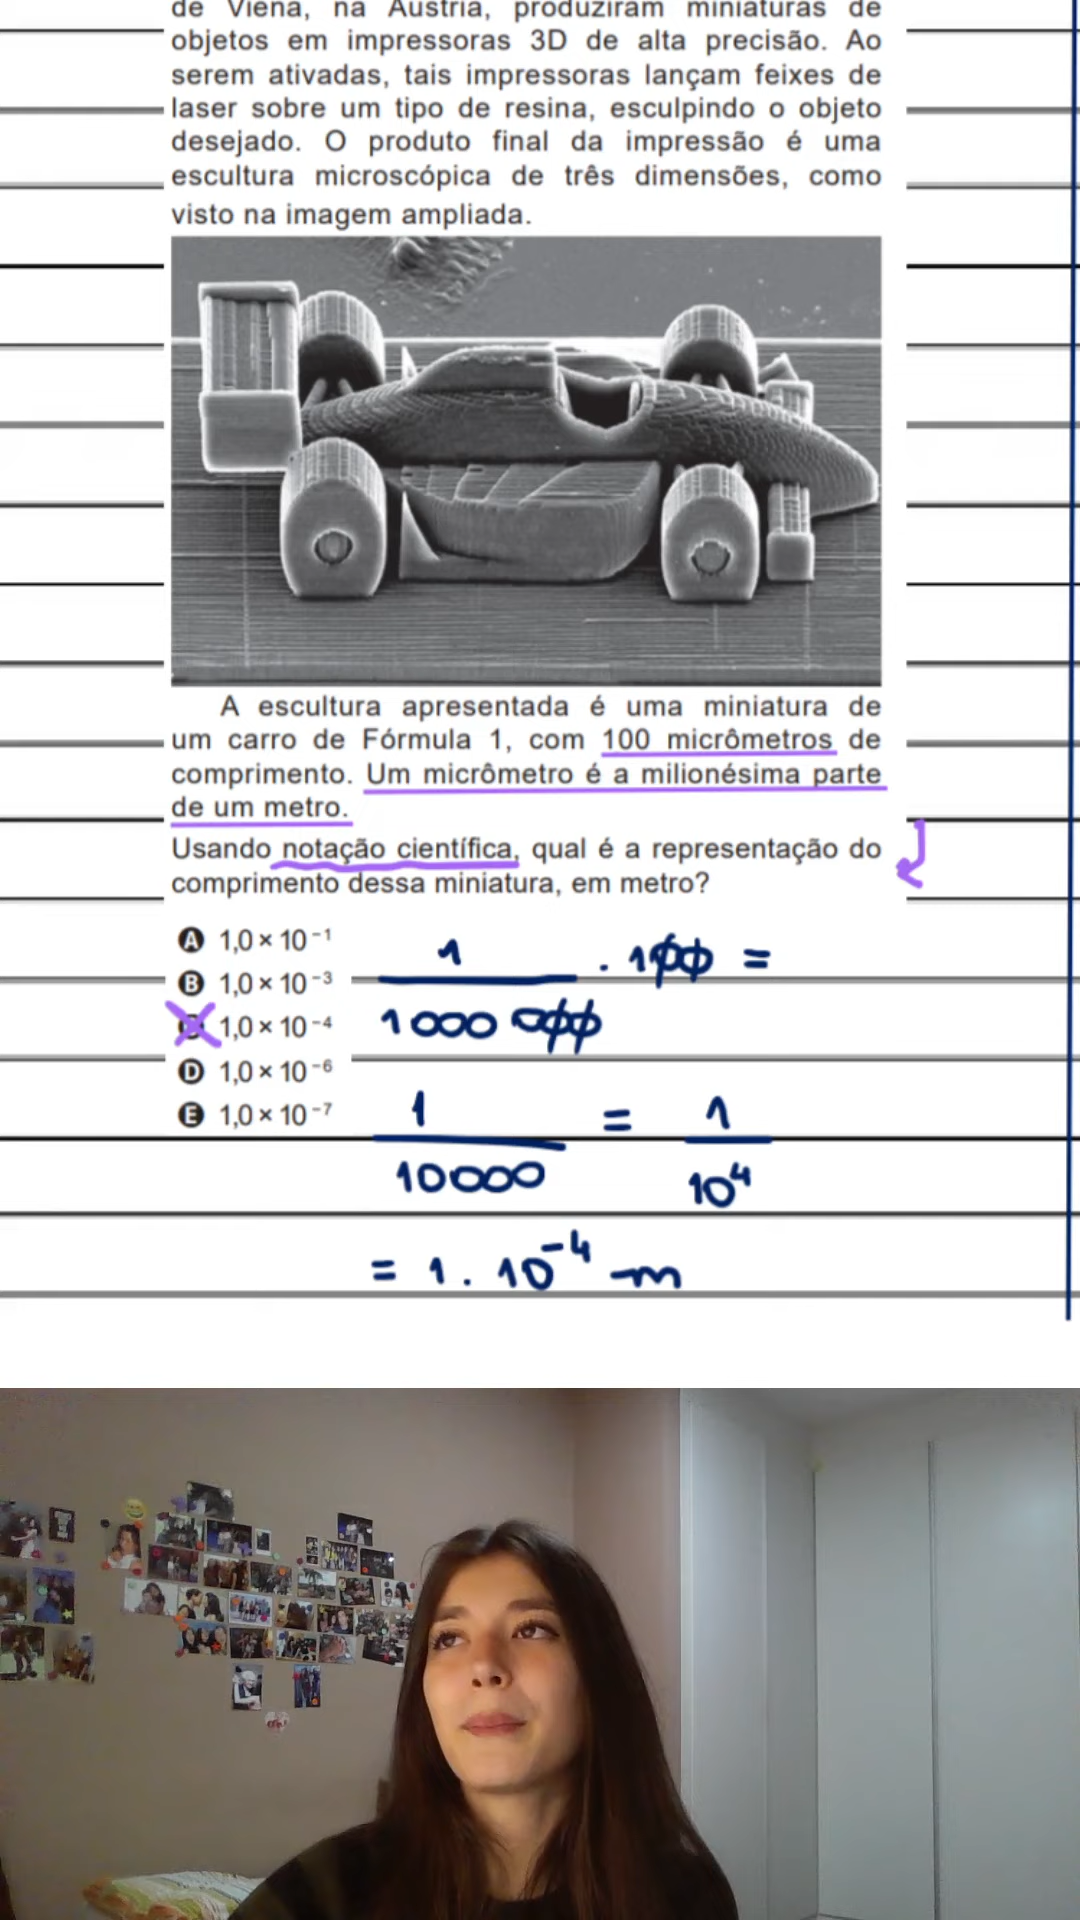 de Viena, na Áustria, produziram miniaturas de
objetos em impressoras 3D de alta precisão. Ao
serem ativadas, tais impressoras lançam feixes de
laser sobre um tipo de resina, esculpindo o objeto
desejado. O produto final da impressão é uma
escultura microscópica de três dimensões, como
visto na imagem ampliada.
A escultura apresentada é uma miniatura de
um carro de Fórmula 1, com 100 micrômetros de
comprimento. Um micrômetro é a milionésima parte
de um metro.
Usando notação científica, qual é a representação do
comprimento dessa miniatura, em metro?
A 1,0 × 10⁻¹
B 1,0 × 10⁻³
C 1,0 × 10⁻⁴
D 1,0 × 10⁻⁶
E 1,0 × 10⁻⁷
1 . 100 =
1000 000
1 = 1
10000 10⁴
= 1 . 10⁻⁴ m